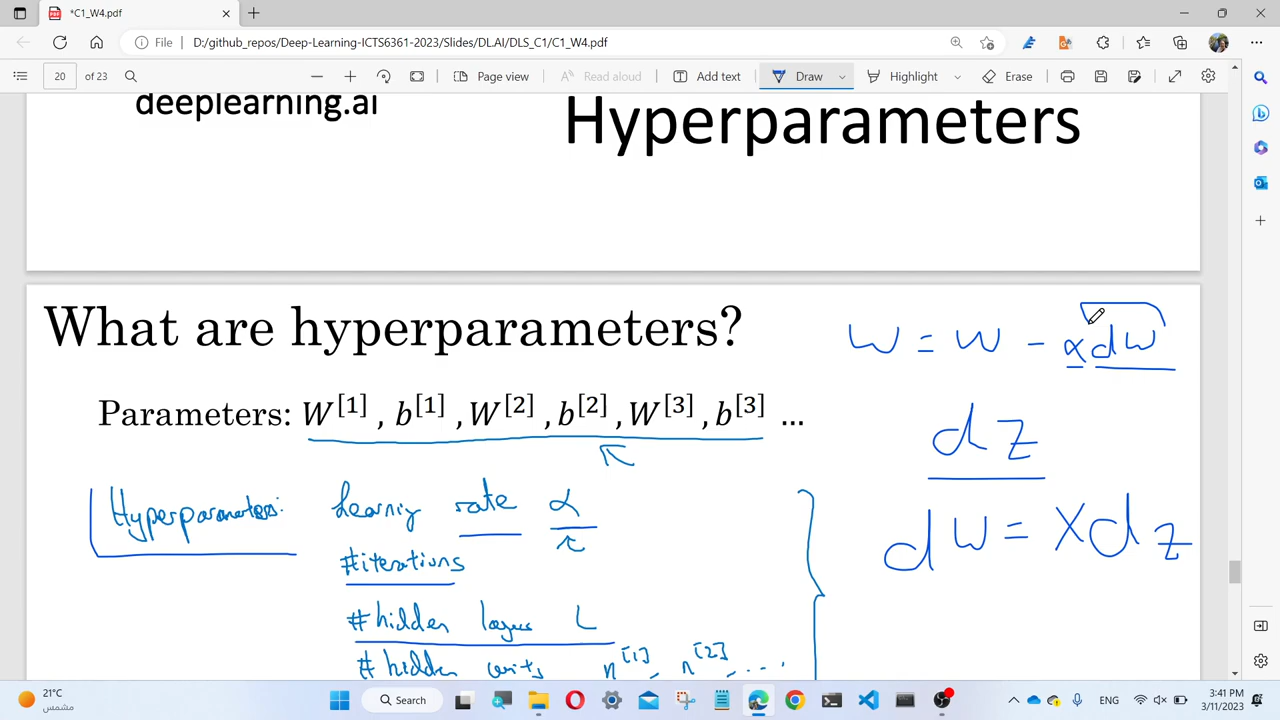 *C1_W4.pdf
File D:/github_repos/Deep-Learning-ICTS6361-2023/Slides/DL.AI/DLS_C1/C1_W4.pdf
20 of 23 Page view Read aloud Add text Draw Highlight Erase
deeplearning.ai
Hyperparameters
What are hyperparameters?
W = W - αdW
Parameters: W[1] , b[1] , W[2] , b[2] , W[3] , b[3] ...
dz
Hyperparameters: learning rate α
dW = Xdz
#iterations
#hidden layers L
#hidden units n[1], n[2], ....
21°C
مشمس
Search
ENG
3:41 PM
3/11/2023